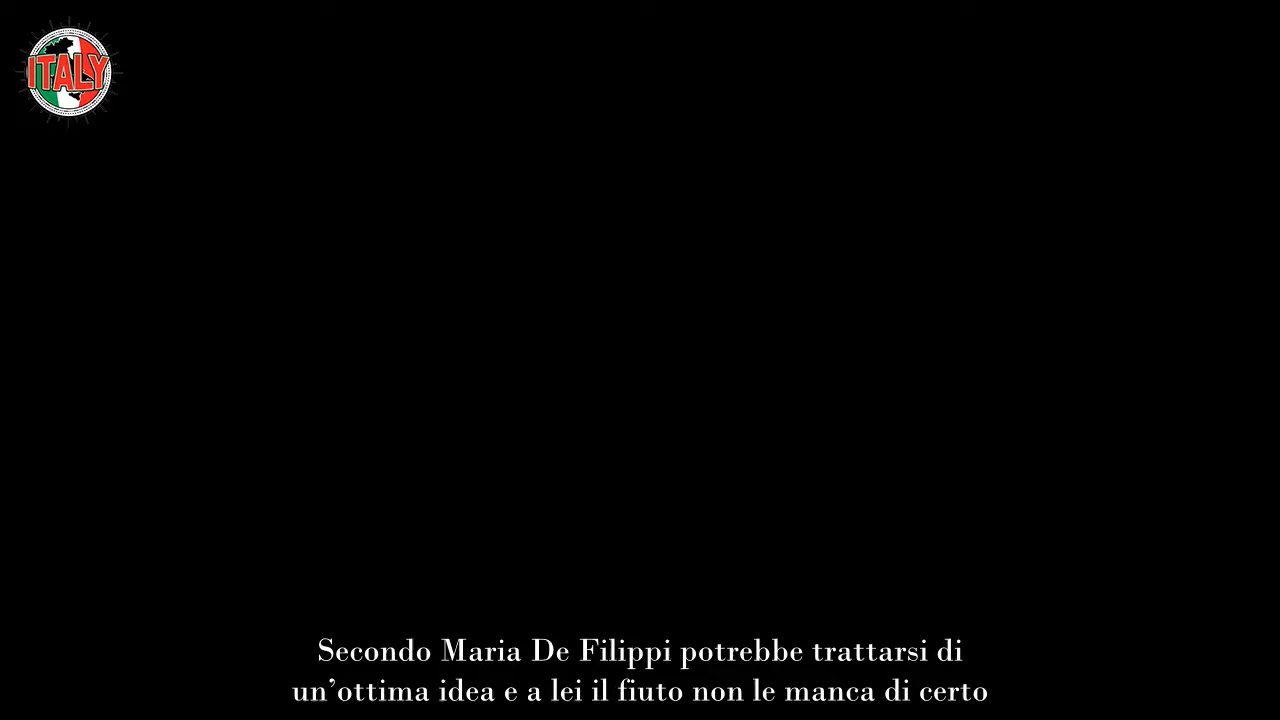 ITALY
Secondo Maria De Filippi potrebbe trattarsi di
un’ottima idea e a lei il fiuto non le manca di certo